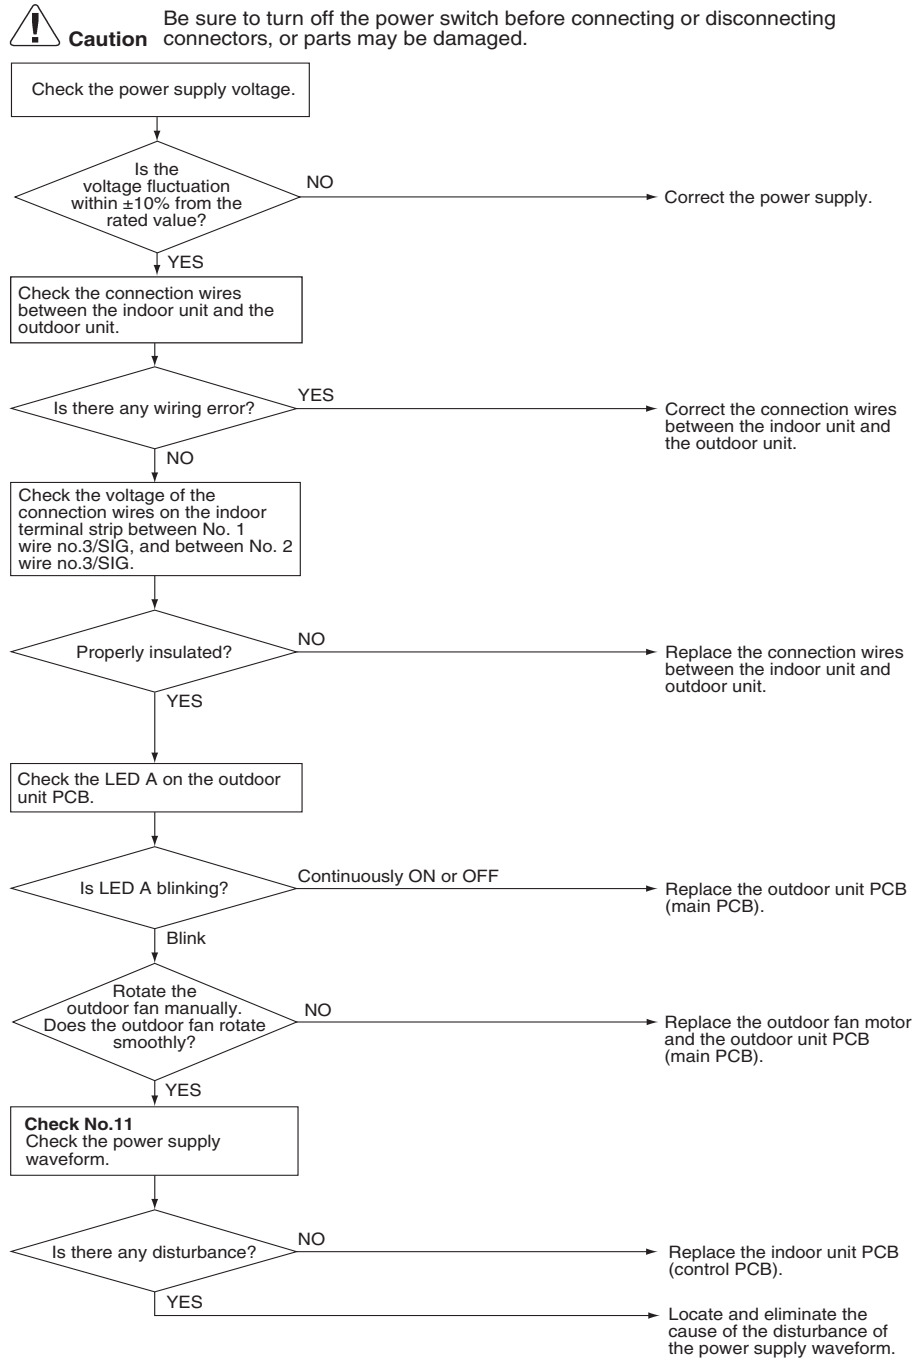 Be sure to turn off the power switch before connecting or disconnecting
Caution connectors, or parts may be damaged.
Check the power supply voltage.
Is the
voltage fluctuation
within ±10% from the
rated value?
NO
Correct the power supply.
YES
Check the connection wires
between the indoor unit and the
outdoor unit.
Is there any wiring error?
YES
Correct the connection wires
between the indoor unit and
the outdoor unit.
NO
Check the voltage of the
connection wires on the indoor
terminal strip between No. 1
wire no.3/SIG, and between No. 2
wire no.3/SIG.
Properly insulated?
NO
Replace the connection wires
between the indoor unit and
outdoor unit.
YES
Check the LED A on the outdoor
unit PCB.
Is LED A blinking?
Continuously ON or OFF
Replace the outdoor unit PCB
(main PCB).
Blink
Rotate the
outdoor fan manually.
Does the outdoor fan rotate
smoothly?
NO
Replace the outdoor fan motor
and the outdoor unit PCB
(main PCB).
YES
Check No.11
Check the power supply
waveform.
Is there any disturbance?
NO
Replace the indoor unit PCB
(control PCB).
YES
Locate and eliminate the
cause of the disturbance of
the power supply waveform.